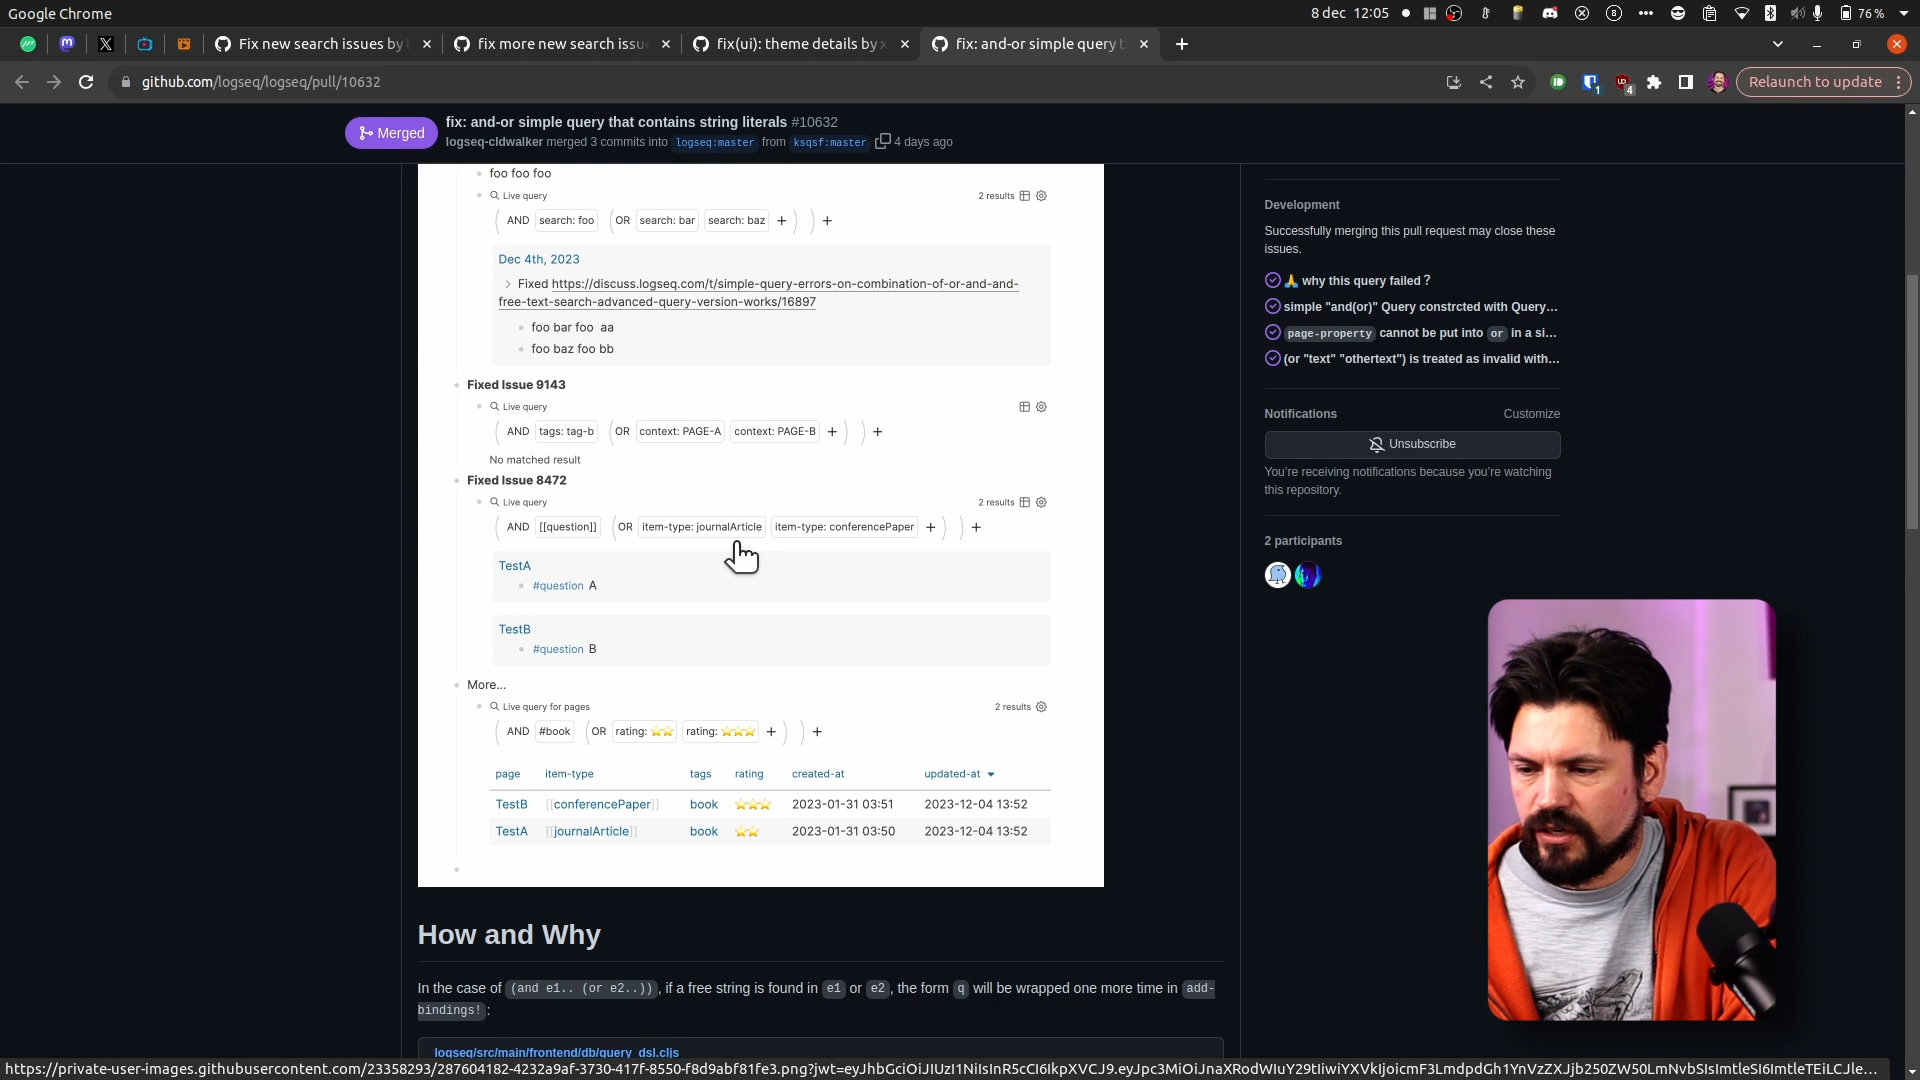 Google Chrome
8 dec 12:05
8
76 %
Fix new search issues by
fix more new search issu
fix(ui): theme details by x
fix: and-or simple query t
github.com/logseq/logseq/pull/10632
1
4
Relaunch to update
Merged
fix: and-or simple query that contains string literals #10632
logseq-cldwalker merged 3 commits into logseq:master from ksqsf:master 4 days ago
foo foo foo
Live query
2 results
AND search: foo OR search: bar search: baz + +
Dec 4th, 2023
Fixed https://discuss.logseq.com/t/simple-query-errors-on-combination-of-or-and-and-
free-text-search-advanced-query-version-works/16897
foo bar foo aa
foo baz foo bb
Fixed Issue 9143
Live query
AND tags: tag-b OR context: PAGE-A context: PAGE-B + +
No matched result
Fixed Issue 8472
Live query
2 results
AND [[question]] OR item-type: journalArticle item-type: conferencePaper + +
TestA
#question A
TestB
#question B
More...
Live query for pages
2 results
AND #book OR rating: ⭐⭐ rating: ⭐⭐⭐ + +
page item-type tags rating created-at updated-at
TestB [[conferencePaper]] book ⭐⭐⭐ 2023-01-31 03:51 2023-12-04 13:52
TestA [[journalArticle]] book ⭐⭐ 2023-01-31 03:50 2023-12-04 13:52
How and Why
In the case of (and e1.. (or e2..)), if a free string is found in e1 or e2, the form q will be wrapped one more time in add-
bindings!:
logseq/src/main/frontend/db/query_dsl.cljs
Development
Successfully merging this pull request may close these
issues.
🙏 why this query failed ?
simple "and(or)" Query constrcted with Query...
page-property cannot be put into or in a si...
(or "text" "othertext") is treated as invalid with...
Notifications
Customize
Unsubscribe
You're receiving notifications because you're watching
this repository.
2 participants